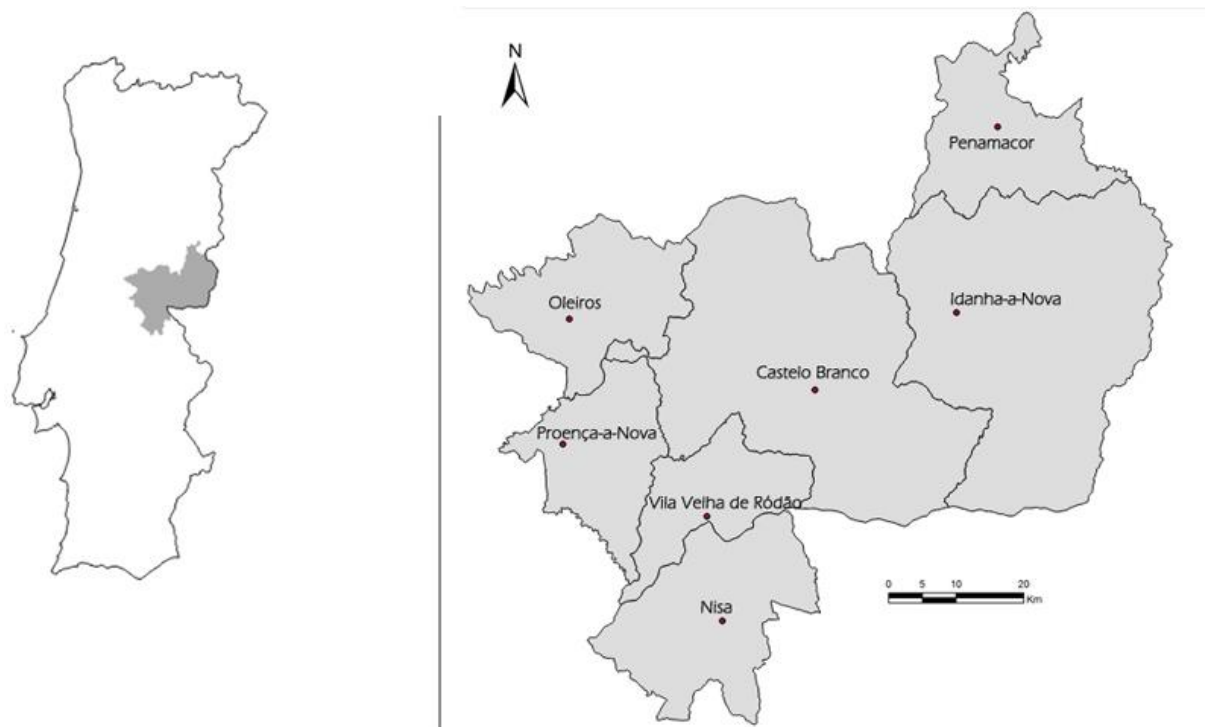 N
Penamacor
Oleiros
Idanha-a-Nova
Castelo Branco
Proença-a-Nova
Vila Velha de Ródão
0 5 10 20
Km
Nisa